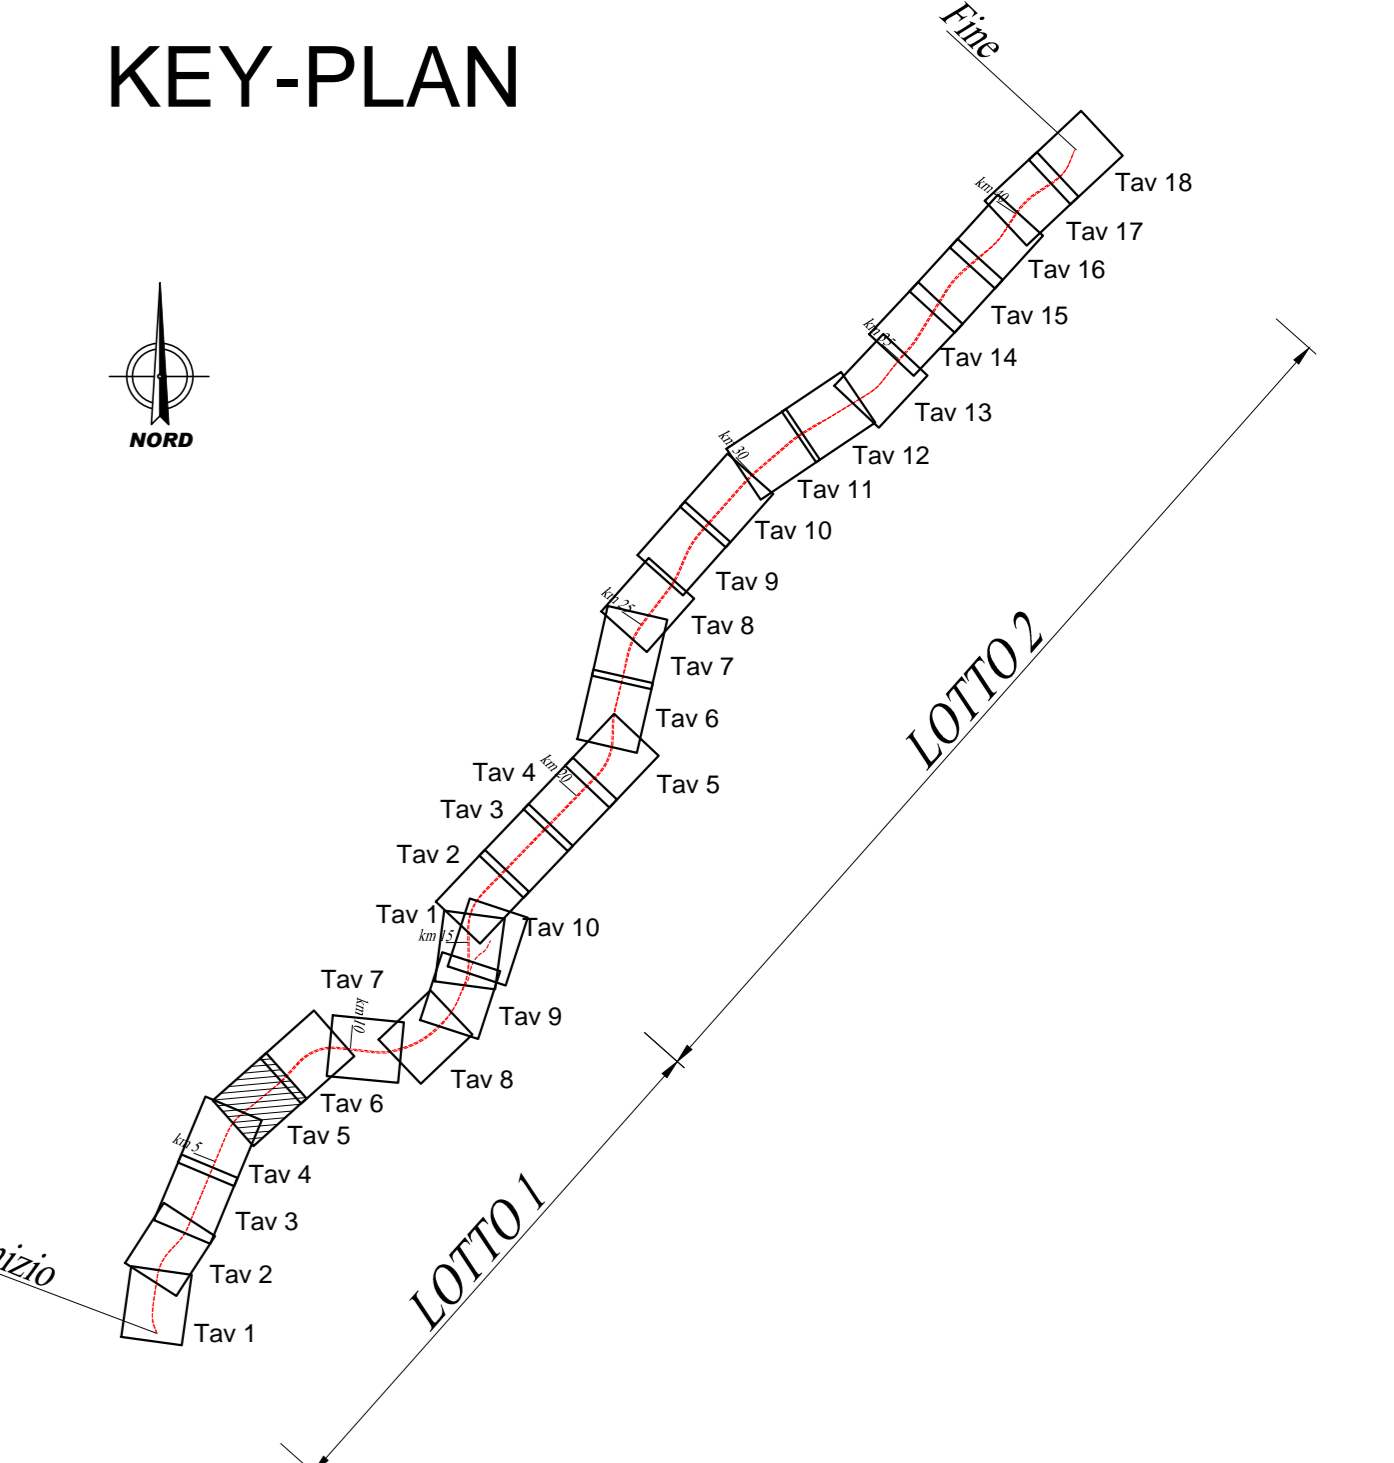 KEY-PLAN
Fine
Tav 18
km 40
Tav 17
Tav 16
Tav 15
km 35
Tav 14
Tav 13
NORD
km 30
Tav 12
Tav 11
Tav 10
Tav 9
km 25
Tav 8
Tav 7
LOTTO 2
Tav 6
km 20
Tav 4
Tav 5
Tav 3
Tav 2
Tav 1
Tav 10
km 15
Tav 7
km 10
Tav 9
Tav 8
Tav 6
Tav 5
km 5
Tav 4
LOTTO 1
Tav 3
nizio
Tav 2
Tav 1